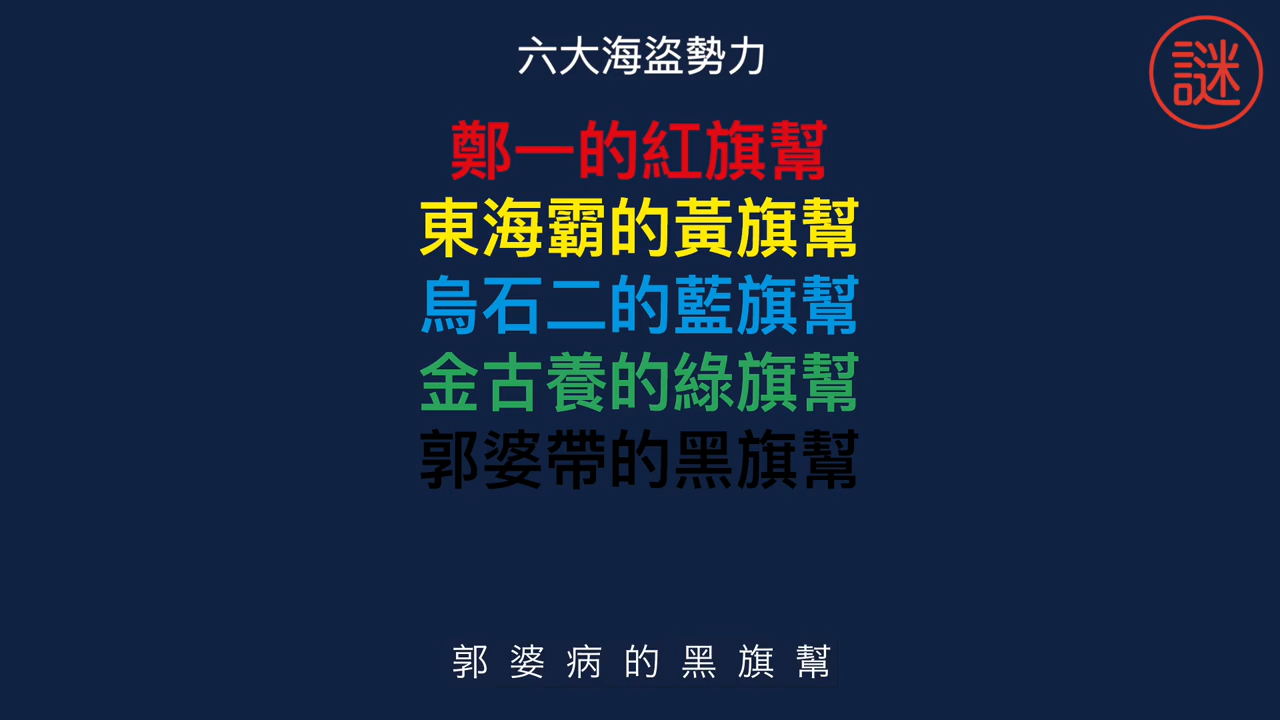 六大海盜勢力
謎
鄭一的紅旗幫
東海霸的黃旗幫
烏石二的藍旗幫
金古養的綠旗幫
郭婆帶的黑旗幫
郭婆病的黑旗幫